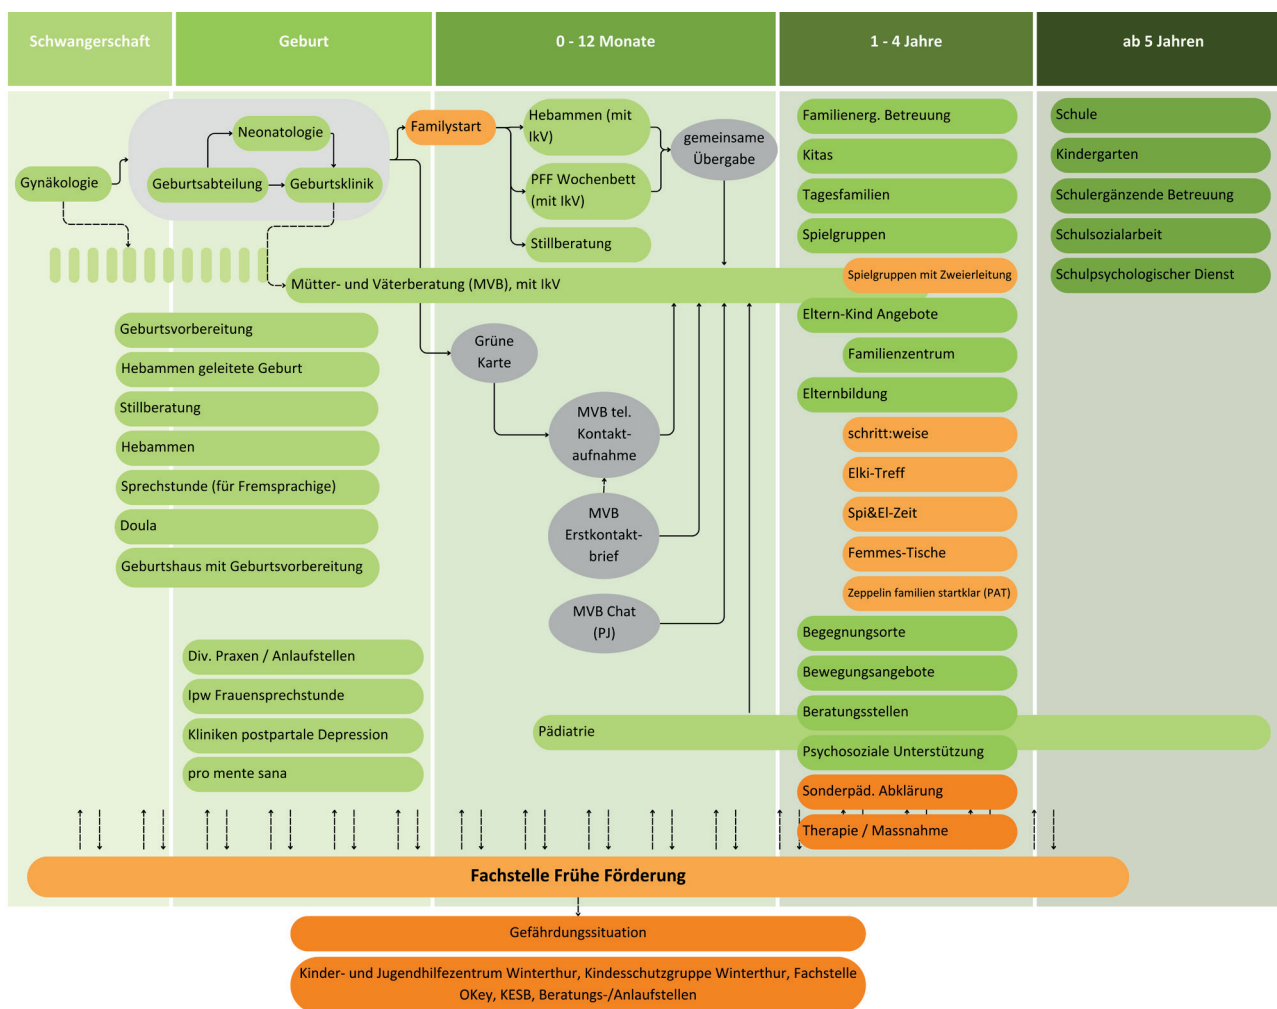 Schwangerschaft
Geburt
0 - 12 Monate
1 - 4 Jahre
ab 5 Jahren
Gynäkologie
Neonatologie
Geburtsabteilung
Geburtsklinik
Familystart
Hebammen (mit
IkV)
PFF Wochenbett
(mit IkV)
Stillberatung
gemeinsame
Übergabe
Mütter- und Väterberatung (MVB), mit IkV
Geburtsvorbereitung
Hebammen geleitete Geburt
Stillberatung
Hebammen
Sprechstunde (für Fremsprachige)
Doula
Geburtshaus mit Geburtsvorbereitung
Div. Praxen / Anlaufstellen
Ipw Frauensprechstunde
Kliniken postpartale Depression
pro mente sana
Grüne
Karte
MVB tel.
Kontakt-
aufnahme
MVB
Erstkontakt-
brief
MVB Chat
(PJ)
Pädiatrie
Familienerg. Betreuung
Kitas
Tagesfamilien
Spielgruppen
Spielgruppen mit Zweierleitung
Eltern-Kind Angebote
Familienzentrum
Elternbildung
schritt:weise
Elki-Treff
Spi&El-Zeit
Femmes-Tische
Zeppelin familien startklar (PAT)
Begegnungsorte
Bewegungsangebote
Beratungsstellen
Psychosoziale Unterstützung
Sonderpäd. Abklärung
Therapie / Massnahme
Schule
Kindergarten
Schulergänzende Betreuung
Schulsozialarbeit
Schulpsychologischer Dienst
Fachstelle Frühe Förderung
Gefährdungssituation
Kinder- und Jugendhilfezentrum Winterthur, Kindesschutzgruppe Winterthur, Fachstelle
OKey, KESB, Beratungs-/Anlaufstellen